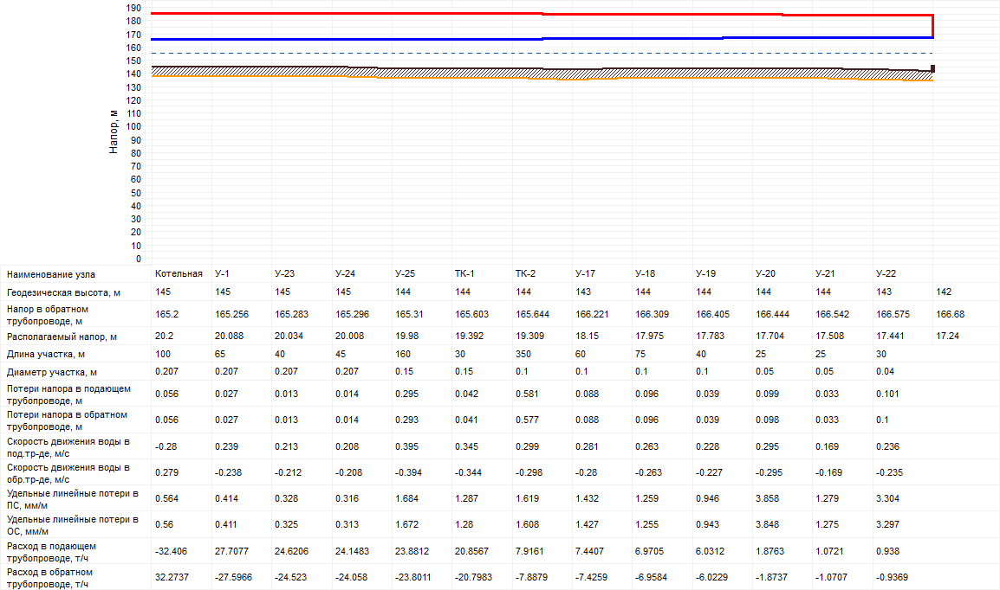 190
180
170
160
150
140
130
120
110
100
90
80
70
60
50
40
30
20
10
0
Напор, м
Наименование узла Котельная У-1 У-23 У-24 У-25 ТК-1 ТК-2 У-17 У-18 У-19 У-20 У-21 У-22
Геодезическая высота, м 145 145 145 145 144 144 144 143 144 144 144 144 143 142
Напор в обратном
трубопроводе, м 165.2 165.256 165.283 165.296 165.31 165.603 165.644 166.221 166.309 166.405 166.444 166.542 166.575 166.68
Располагаемый напор, м 20.2 20.088 20.034 20.008 19.98 19.392 19.309 18.15 17.975 17.783 17.704 17.508 17.441 17.24
Длина участка, м 100 65 40 45 160 30 350 60 75 40 25 25 30
Диаметр участка, м 0.207 0.207 0.207 0.207 0.15 0.15 0.1 0.1 0.1 0.1 0.05 0.05 0.04
Потери напора в подающем
трубопроводе, м 0.056 0.027 0.013 0.014 0.295 0.042 0.581 0.088 0.096 0.039 0.099 0.033 0.101
Потери напора в обратном
трубопроводе, м 0.056 0.027 0.013 0.014 0.293 0.041 0.577 0.088 0.096 0.039 0.098 0.033 0.1
Скорость движения воды в
под.тр-де, м/с -0.28 0.239 0.213 0.208 0.395 0.345 0.299 0.281 0.263 0.228 0.295 0.169 0.236
Скорость движения воды в
обр.тр-де, м/с 0.279 -0.238 -0.212 -0.208 -0.394 -0.344 -0.298 -0.28 -0.263 -0.227 -0.295 -0.169 -0.235
Удельные линейные потери в
ПС, мм/м 0.564 0.414 0.328 0.316 1.684 1.287 1.619 1.432 1.259 0.946 3.858 1.279 3.304
Удельные линейные потери в
ОС, мм/м 0.56 0.411 0.325 0.313 1.672 1.28 1.608 1.427 1.255 0.943 3.848 1.275 3.297
Расход в подающем
трубопроводе, т/ч -32.406 27.7077 24.6206 24.1483 23.8812 20.8567 7.9161 7.4407 6.9705 6.0312 1.8763 1.0721 0.938
Расход в обратном
трубопроводе, т/ч 32.2737 -27.5966 -24.523 -24.058 -23.8011 -20.7983 -7.8879 -7.4259 -6.9584 -6.0229 -1.8737 -1.0707 -0.9369